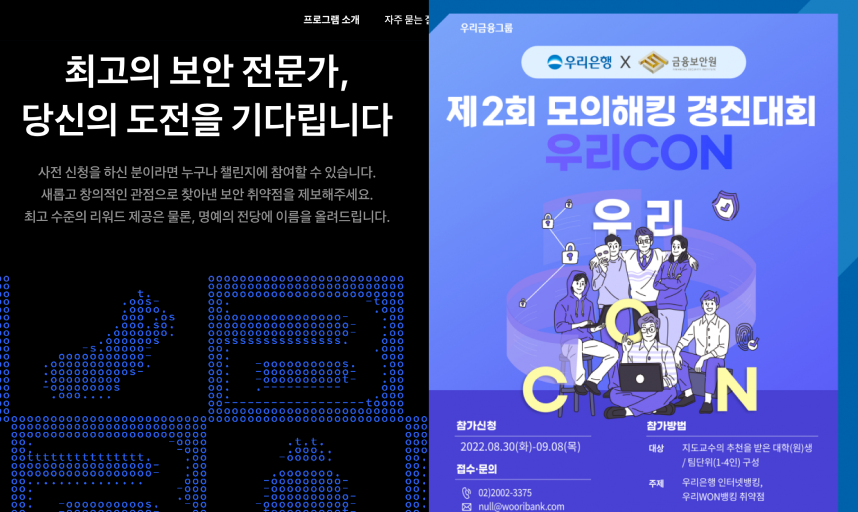 프로그램 소개
자주 묻는 질
최고의 보안 전문가,
당신의 도전을 기다립니다
사전 신청을 하신 분이라면 누구나 챌린지에 참여할 수 있습니다.
새롭고 창의적인 관점으로 찾아낸 보안 취약점을 제보해주세요.
최고 수준의 리워드 제공은 물론, 명예의 전당에 이름을 올려드립니다.
우리금융그룹
우리은행 X 금융보안원
제2회 모의해킹 경진대회
우리CON
우리
C O N
참가신청
2022.08.30(화)-09.08(목)
접수·문의
02)2002-3375
null@wooribank.com
참가방법
대상 지도교수의 추천을 받은 대학(원)생
/ 팀단위(1-4인) 구성
주제 우리은행 인터넷뱅킹,
우리WON뱅킹 취약점